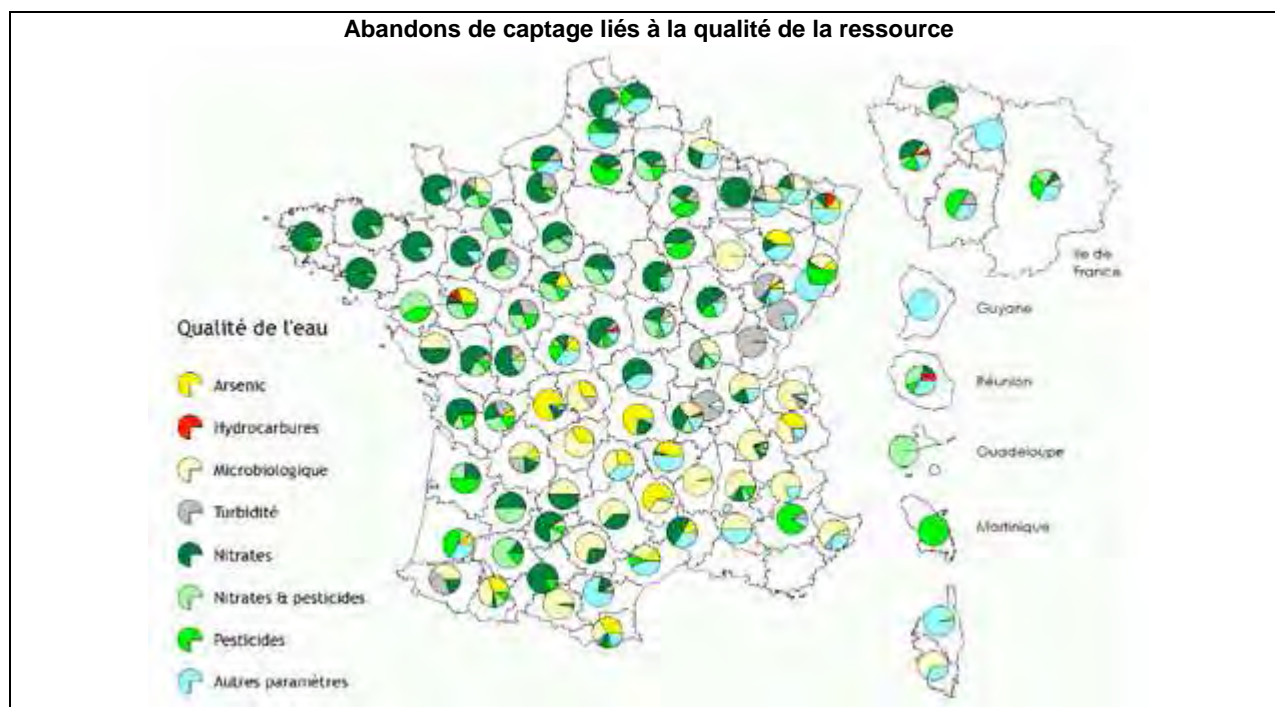 Abandons de captage liés à la qualité de la ressource
Ile de
France
Qualité de l'eau
Arsenic
Hydrocarbures
Microbiologique
Turbidité
Nitrates
Nitrates & pesticides
Pesticides
Autres paramètres
Guyane
Réunion
Guadeloupe
Martinique